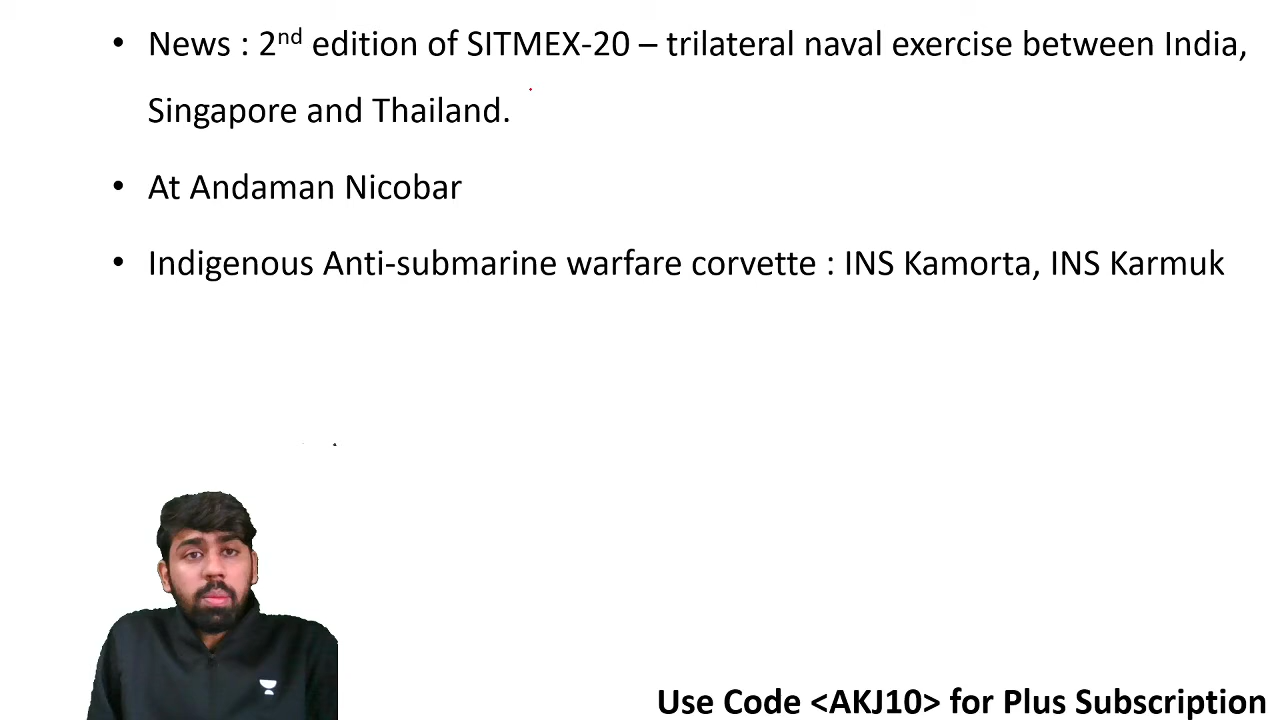 • News : 2nd edition of SITMEX-20 – trilateral naval exercise between India,
Singapore and Thailand.
• At Andaman Nicobar
• Indigenous Anti-submarine warfare corvette : INS Kamorta, INS Karmuk
Use Code <AKJ10> for Plus Subscription